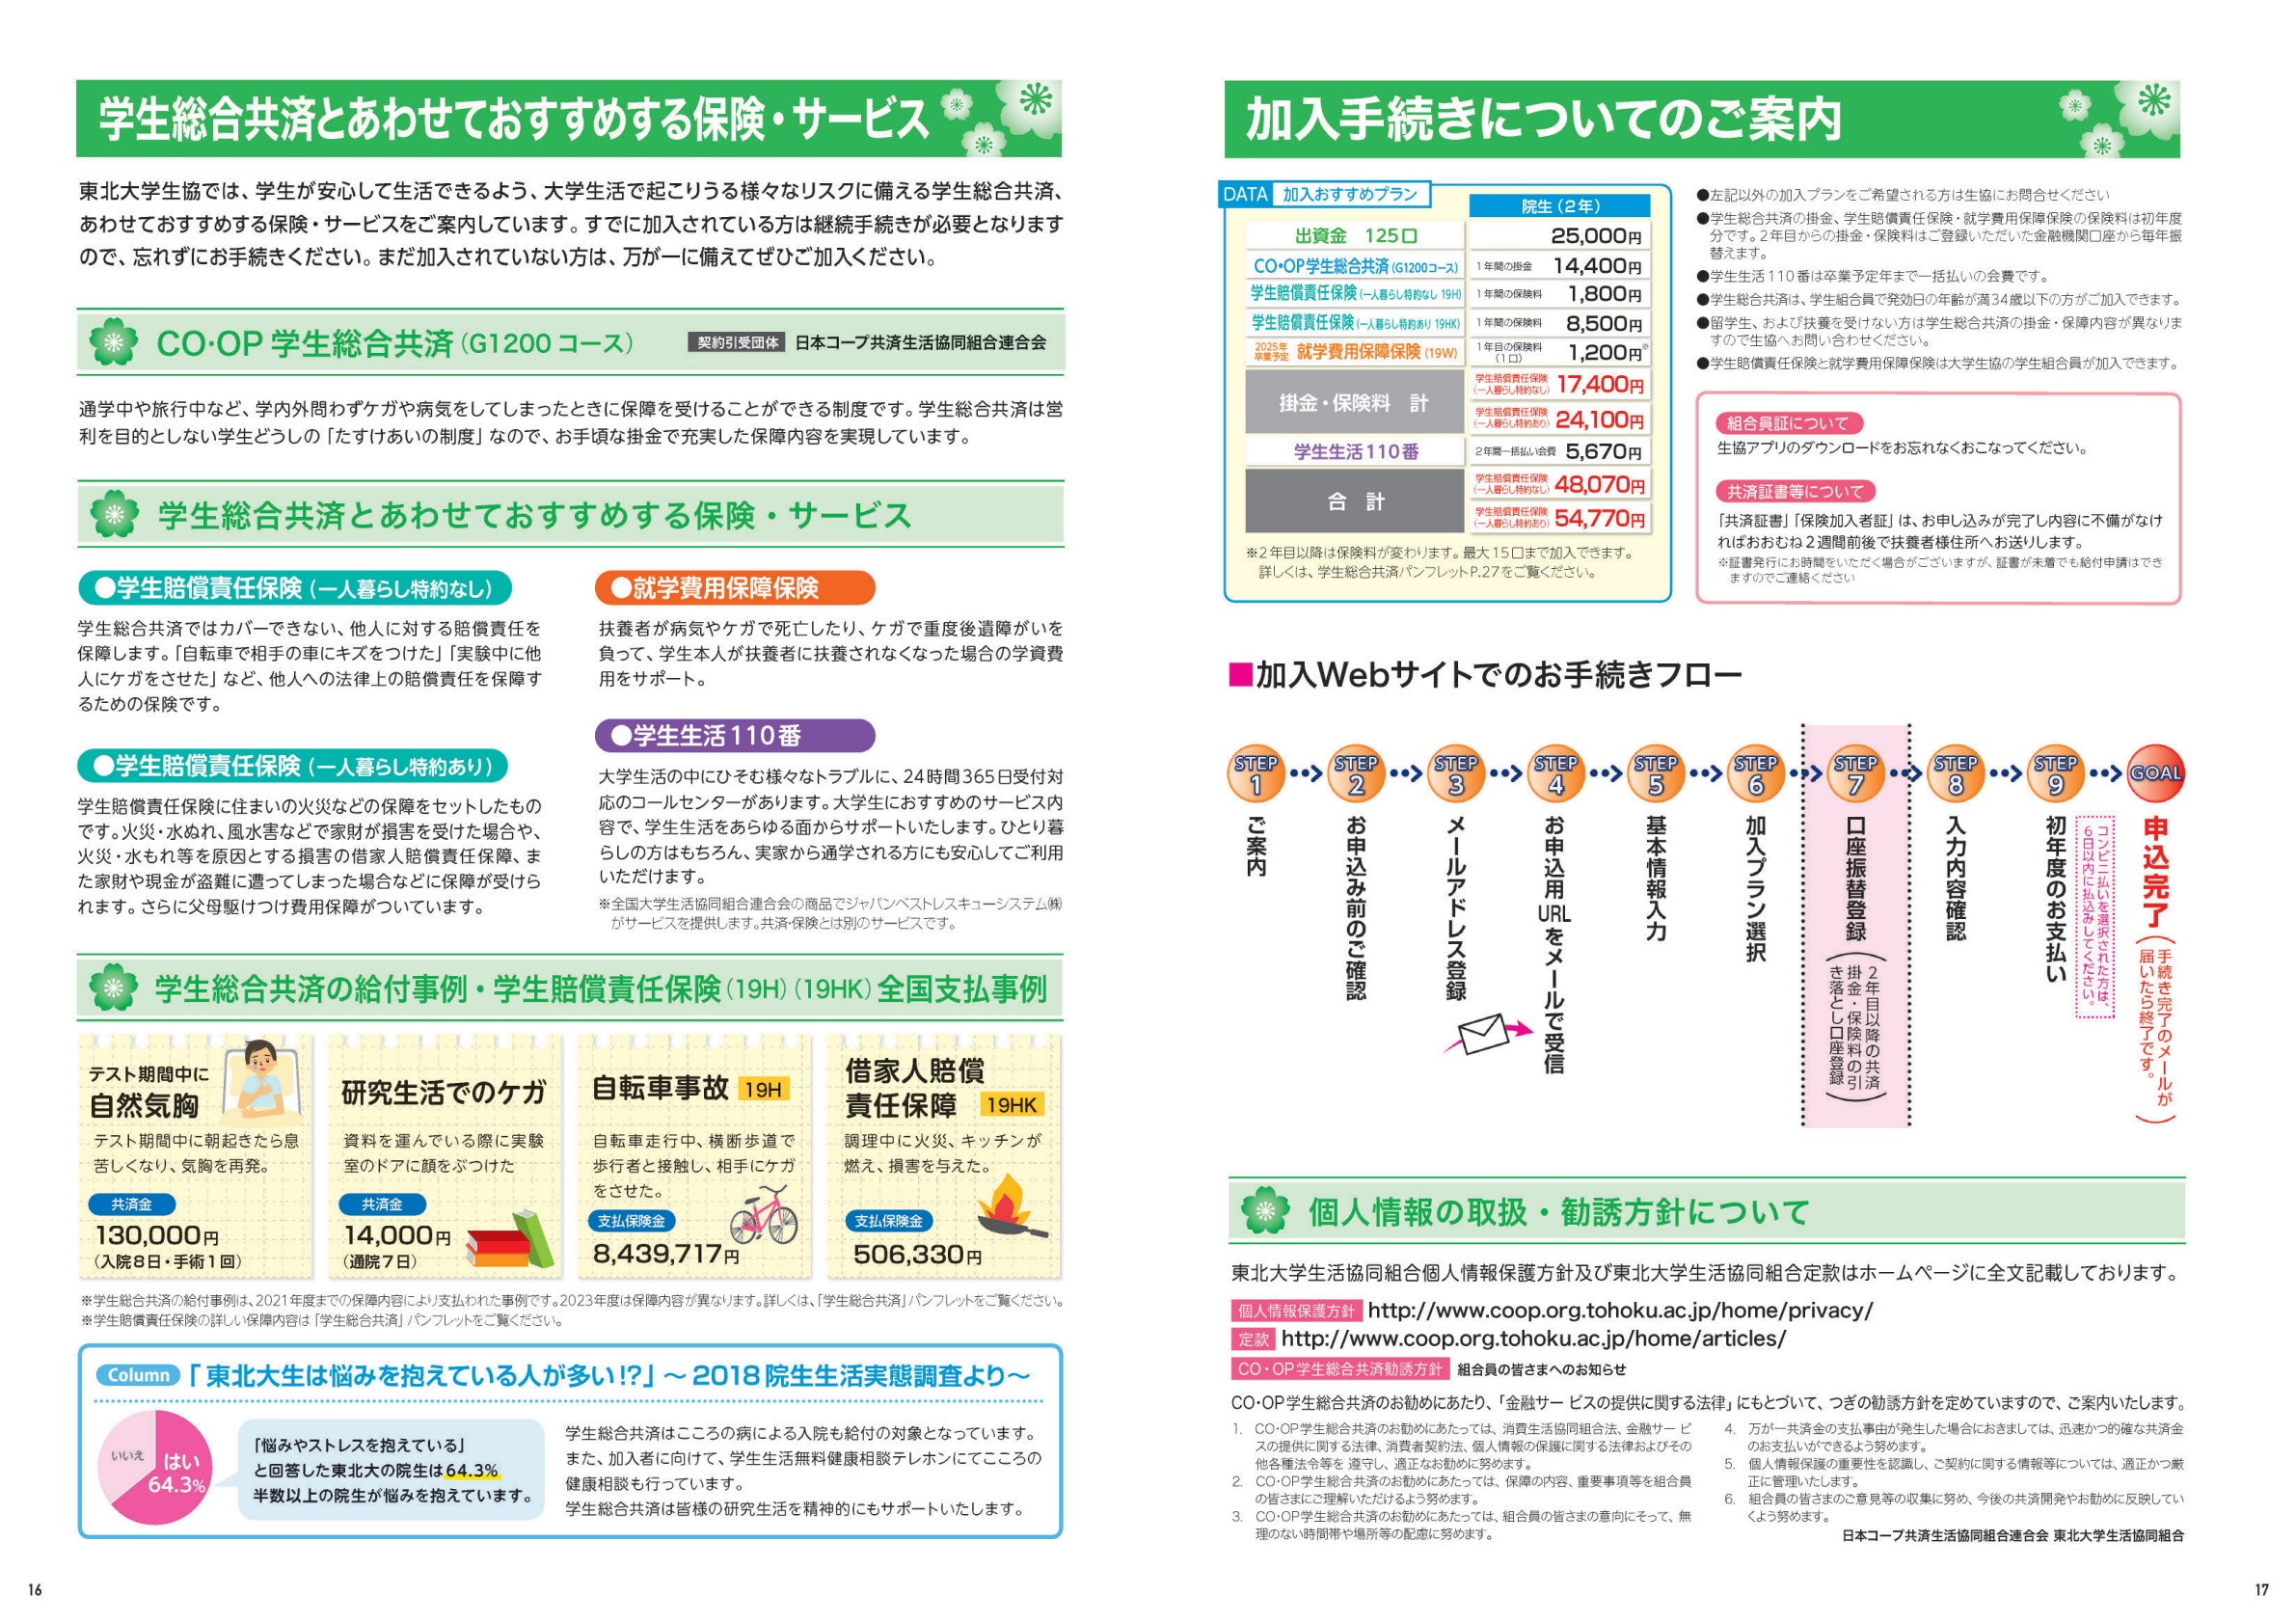 学生総合共済とあわせておすすめする保険・サービス
東北大学生協では、学生が安心して生活できるよう、大学生活で起こりうる様々なリスクに備える学生総合共済、
あわせておすすめする保険・サービスをご案内しています。すでに加入されている方は継続手続きが必要となります
ので、忘れずにお手続きください。まだ加入されていない方は、万が一に備えてぜひご加入ください。
CO・OP 学生総合共済（G1200 コース）
契約引受団体 日本コープ共済生活協同組合連合会
通学中や旅行中など、学内外問わずケガや病気をしてしまったときに保障を受けることができる制度です。学生総合共済は営
利を目的としない学生どうしの「たすけあいの制度」なので、お手頃な掛金で充実した保障内容を実現しています。
学生総合共済とあわせておすすめする保険・サービス
●学生賠償責任保険（一人暮らし特約なし）
学生総合共済ではカバーできない、他人に対する賠償責任を
保障します。「自転車で相手の車にキズをつけた」「実験中に他
人にケガをさせた」など、他人への法律上の賠償責任を保障す
るための保険です。
●学生賠償責任保険（一人暮らし特約あり）
学生賠償責任保険に住まいの火災などの保障をセットしたもの
です。火災・水ぬれ、風水害などで家財が損害を受けた場合や、
火災・水もれ等を原因とする損害の借家人賠償責任保障、ま
た家財や現金が盗難に遭ってしまった場合などに保障が受けら
れます。さらに父母駆けつけ費用保障がついています。
●就学費用保障保険
扶養者が病気やケガで死亡したり、ケガで重度後遺障がいを
負って、学生本人が扶養者に扶養されなくなった場合の学資費
用をサポート。
●学生生活110番
大学生活の中にひそむ様々なトラブルに、24時間365日受付対
応のコールセンターがあります。大学生におすすめのサービス内
容で、学生生活をあらゆる面からサポートいたします。ひとり暮
らしの方はもちろん、実家から通学される方にも安心してご利用
いただけます。
※全国大学生活協同組合連合会の商品でジャパンベストレスキューシステム㈱
がサービスを提供します。共済・保険とは別のサービスです。
学生総合共済の給付事例・学生賠償責任保険（19H）（19HK）全国支払事例
テスト期間中に
自然気胸
テスト期間中に朝起きたら息
苦しくなり、気胸を再発。
共済金
130,000円
（入院8日・手術1回）
研究生活でのケガ
資料を運んでいる際に実験
室のドアに顔をぶつけた
共済金
14,000円
（通院7日）
自転車事故 19H
自転車走行中、横断歩道で
歩行者と接触し、相手にケガ
をさせた。
支払保険金
8,439,717円
借家人賠償
責任保障 19HK
調理中に火災、キッチンが
燃え、損害を与えた。
支払保険金
506,330円
※学生総合共済の給付事例は、2021年度までの保障内容により支払われた事例です。2023年度は保障内容が異なります。詳しくは、「学生総合共済」パンフレットをご覧ください。
※学生賠償責任保険の詳しい保障内容は「学生総合共済」パンフレットをご覧ください。
Column 「東北大生は悩みを抱えている人が多い!?」〜2018院生生活実態調査より〜
いいえ
はい
64.3%
「悩みやストレスを抱えている」
と回答した東北大の院生は64.3%
半数以上の院生が悩みを抱えています。
学生総合共済はこころの病による入院も給付の対象となっています。
また、加入者に向けて、学生生活無料健康相談テレホンにてこころの
健康相談も行っています。
学生総合共済は皆様の研究生活を精神的にもサポートいたします。
16
加入手続きについてのご案内
DATA 加入おすすめプラン
院生（2年）
出資金 125口 25,000円
CO・OP学生総合共済（G1200コース） 1年間の掛金 14,400円
学生賠償責任保険（一人暮らし特約なし 19H） 1年間の保険料 1,800円
学生賠償責任保険（一人暮らし特約あり 19HK） 1年間の保険料 8,500円
2025年卒業予定 就学費用保障保険（19W） 1年目の保険料（1口） 1,200円※
掛金・保険料 計
学生賠償責任保険（一人暮らし特約なし） 17,400円
学生賠償責任保険（一人暮らし特約あり） 24,100円
学生生活110番 2年間一括払い会費 5,670円
合 計
学生賠償責任保険（一人暮らし特約なし） 48,070円
学生賠償責任保険（一人暮らし特約あり） 54,770円
※2年目以降は保険料が変わります。最大15口まで加入できます。
詳しくは、学生総合共済パンフレットP.27をご覧ください。
●左記以外の加入プランをご希望される方は生協にお問合せください
●学生総合共済の掛金、学生賠償責任保険・就学費用保障保険の保険料は初年度
分です。2年目からの掛金・保険料はご登録いただいた金融機関口座から毎年振
替えます。
●学生生活110番は卒業予定年まで一括払いの会費です。
●学生総合共済は、学生組合員で発効日の年齢が満34歳以下の方がご加入できます。
●留学生、および扶養を受けない方は学生総合共済の掛金・保障内容が異なりま
すので生協へお問い合わせください。
●学生賠償責任保険と就学費用保障保険は大学生協の学生組合員が加入できます。
組合員証について
生協アプリのダウンロードをお忘れなくおこなってください。
共済証書等について
「共済証書」「保険加入者証」は、お申し込みが完了し内容に不備がなけ
ればおおむね2週間前後で扶養者様住所へお送りします。
※証書発行にお時間をいただく場合がございますが、証書が未着でも給付申請はでき
ますのでご連絡ください
■加入Webサイトでのお手続きフロー
STEP 1 ご案内
STEP 2 お申込み前のご確認
STEP 3 メールアドレス登録
STEP 4 お申込用URLをメールで受信
STEP 5 基本情報入力
STEP 6 加入プラン選択
STEP 7 口座振替登録
（2年目以降の共済
掛金・保険料の引
き落とし口座登録）
STEP 8 入力内容確認
STEP 9 初年度のお支払い
コンビニ払いを選択された方は、
6日以内に払込みしてください。
GOAL 申込完了
（手続き完了のメールが
届いたら終了です。）
個人情報の取扱・勧誘方針について
東北大学生活協同組合個人情報保護方針及び東北大学生活協同組合定款はホームページに全文記載しております。
個人情報保護方針 http://www.coop.org.tohoku.ac.jp/home/privacy/
定款 http://www.coop.org.tohoku.ac.jp/home/articles/
CO・OP学生総合共済勧誘方針 組合員の皆さまへのお知らせ
CO・OP学生総合共済のお勧めにあたり、「金融サービスの提供に関する法律」にもとづいて、つぎの勧誘方針を定めていますので、ご案内いたします。
1. CO・OP学生総合共済のお勧めにあたっては、消費生活協同組合法、金融サービ
スの提供に関する法律、消費者契約法、個人情報の保護に関する法律およびその
他各種法令等を 遵守し、適正なお勧めに努めます。
2. CO・OP学生総合共済のお勧めにあたっては、保障の内容、重要事項等を組合員
の皆さまにご理解いただけるよう努めます。
3. CO・OP学生総合共済のお勧めにあたっては、組合員の皆さまの意向にそって、無
理のない時間帯や場所等の配慮に努めます。
4. 万が一共済金の支払事由が発生した場合におきましては、迅速かつ的確な共済金
のお支払いができるよう努めます。
5. 個人情報保護の重要性を認識し、ご契約に関する情報等については、適正かつ厳
正に管理いたします。
6. 組合員の皆さまのご意見等の収集に努め、今後の共済開発やお勧めに反映してい
くよう努めます。
日本コープ共済生活協同組合連合会 東北大学生活協同組合
17